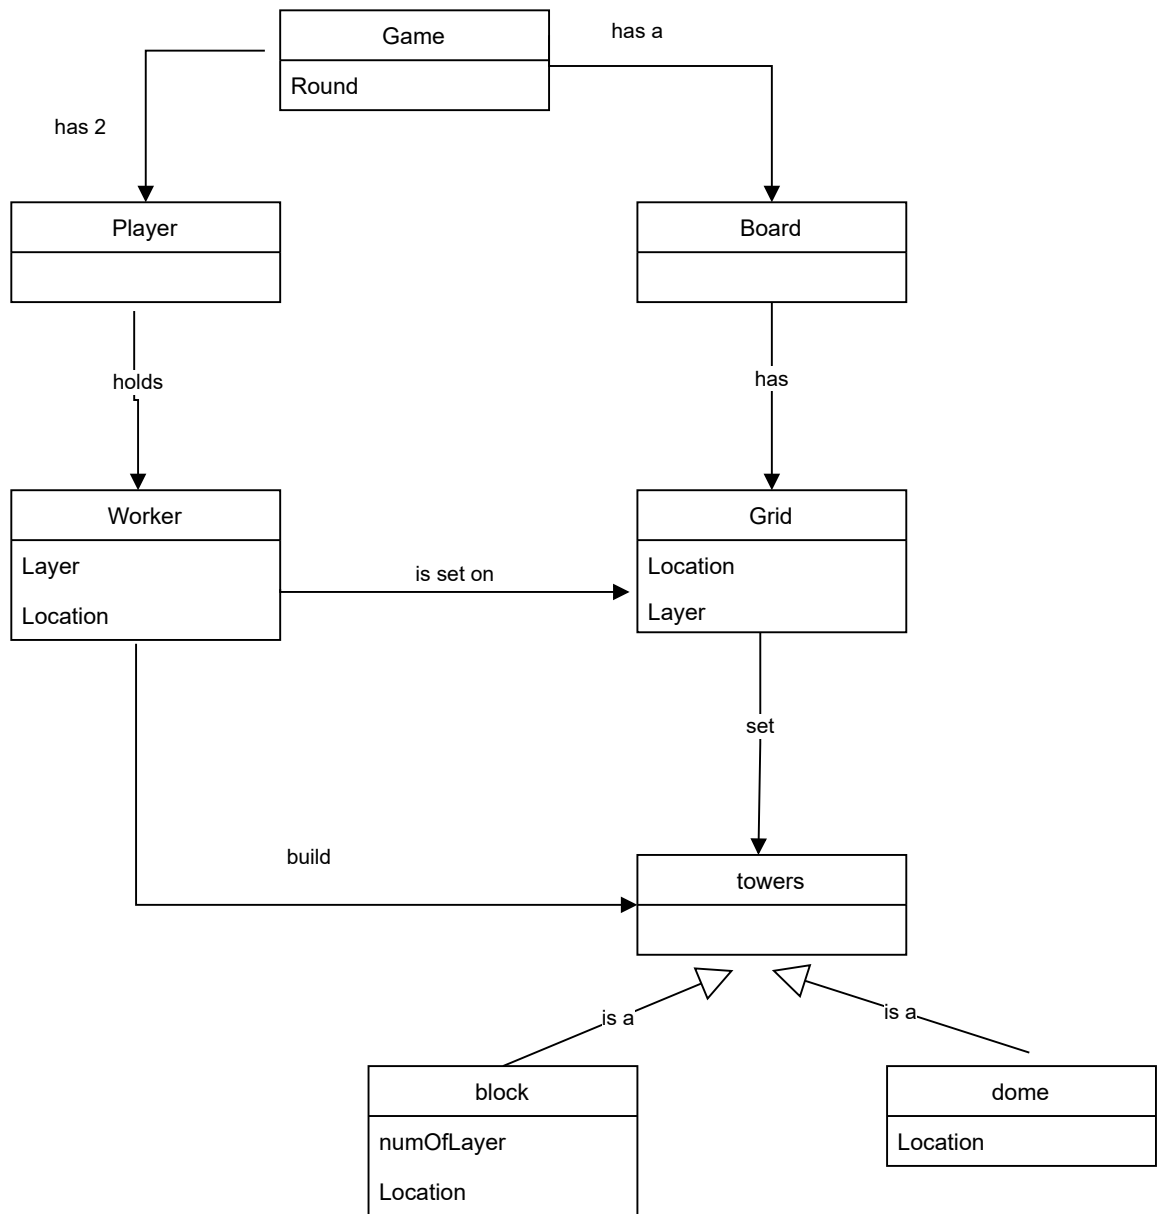 Game
has a
Round
has 2
Player
Board
holds
has
Worker
Grid
Layer
Location
is set on
Location
Layer
Location
set
build
towers
is a
is a
block
dome
numOfLayer
Location
Location